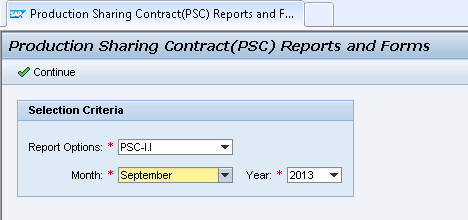 SAP Production Sharing Contract(PSC) Reports and F...
Production Sharing Contract(PSC) Reports and Forms
Continue
Selection Criteria
Report Options: * PSC-I.I
Month: * September Year: * 2013